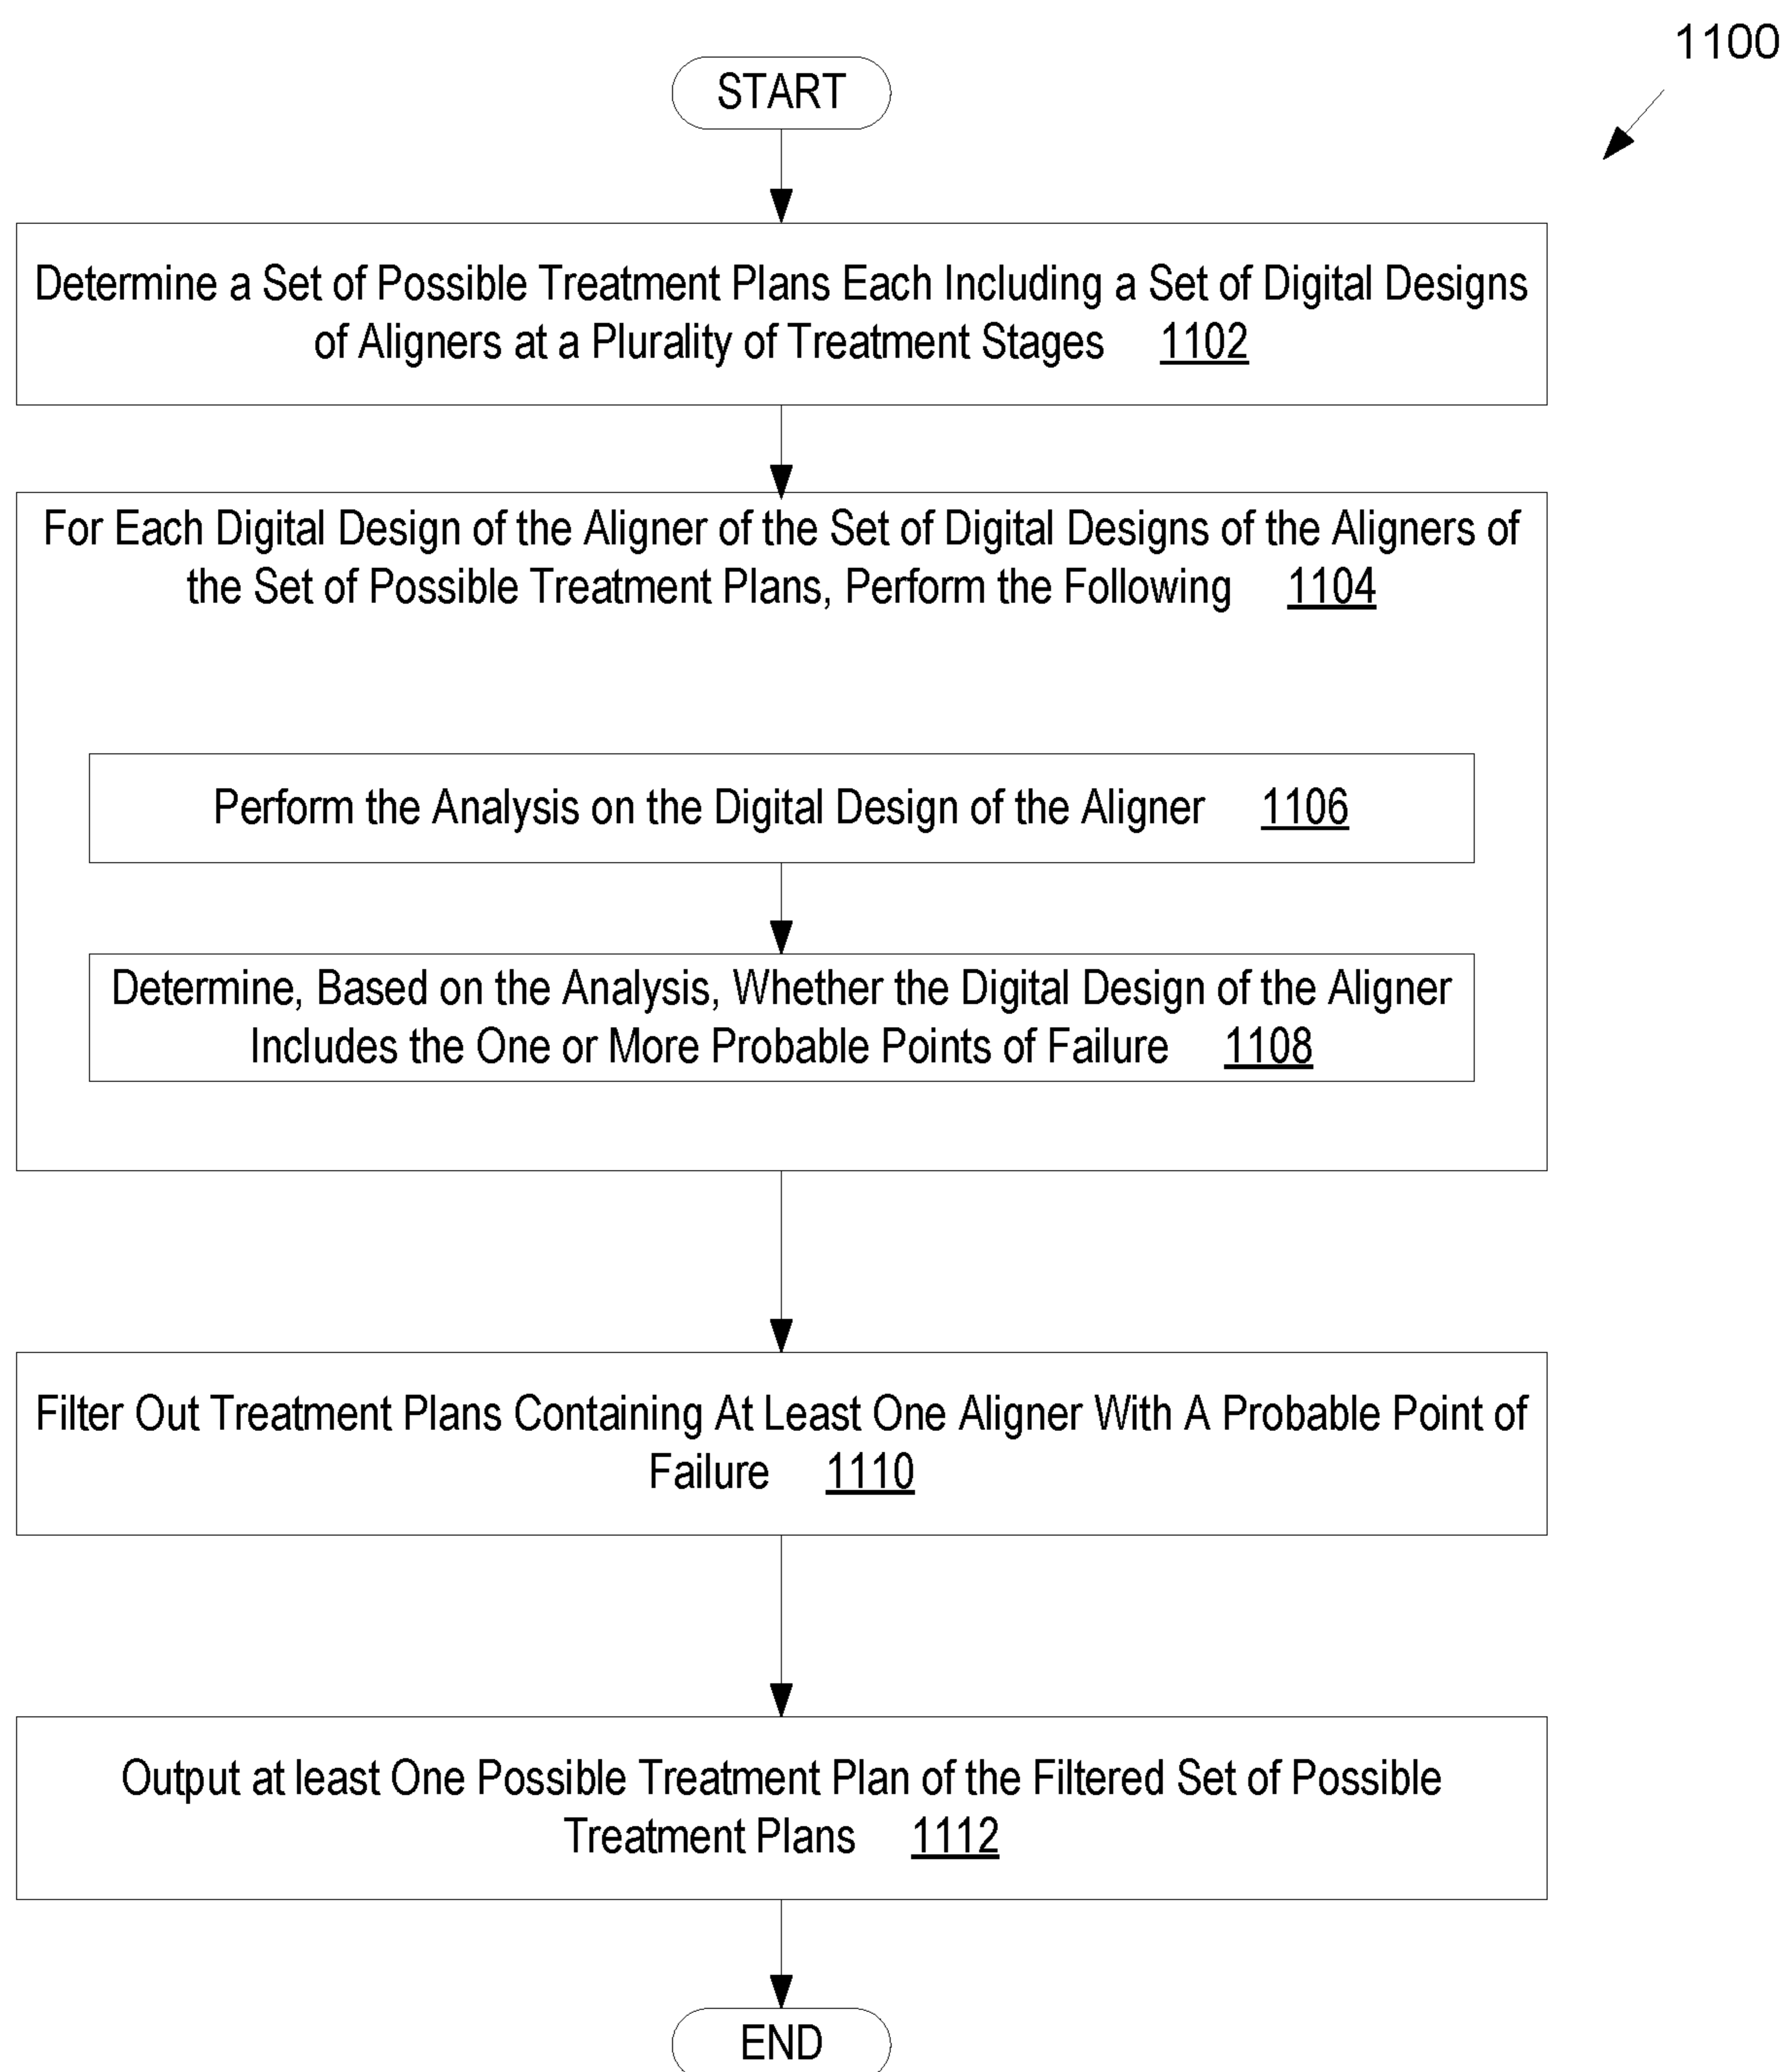 1100
START
Determine a Set of Possible Treatment Plans Each Including a Set of Digital Designs
of Aligners at a Plurality of Treatment Stages 1102
For Each Digital Design of the Aligner of the Set of Digital Designs of the Aligners of
the Set of Possible Treatment Plans, Perform the Following 1104
Perform the Analysis on the Digital Design of the Aligner 1106
Determine, Based on the Analysis, Whether the Digital Design of the Aligner
Includes the One or More Probable Points of Failure 1108
Filter Out Treatment Plans Containing At Least One Aligner With A Probable Point of
Failure 1110
Output at least One Possible Treatment Plan of the Filtered Set of Possible
Treatment Plans 1112
END